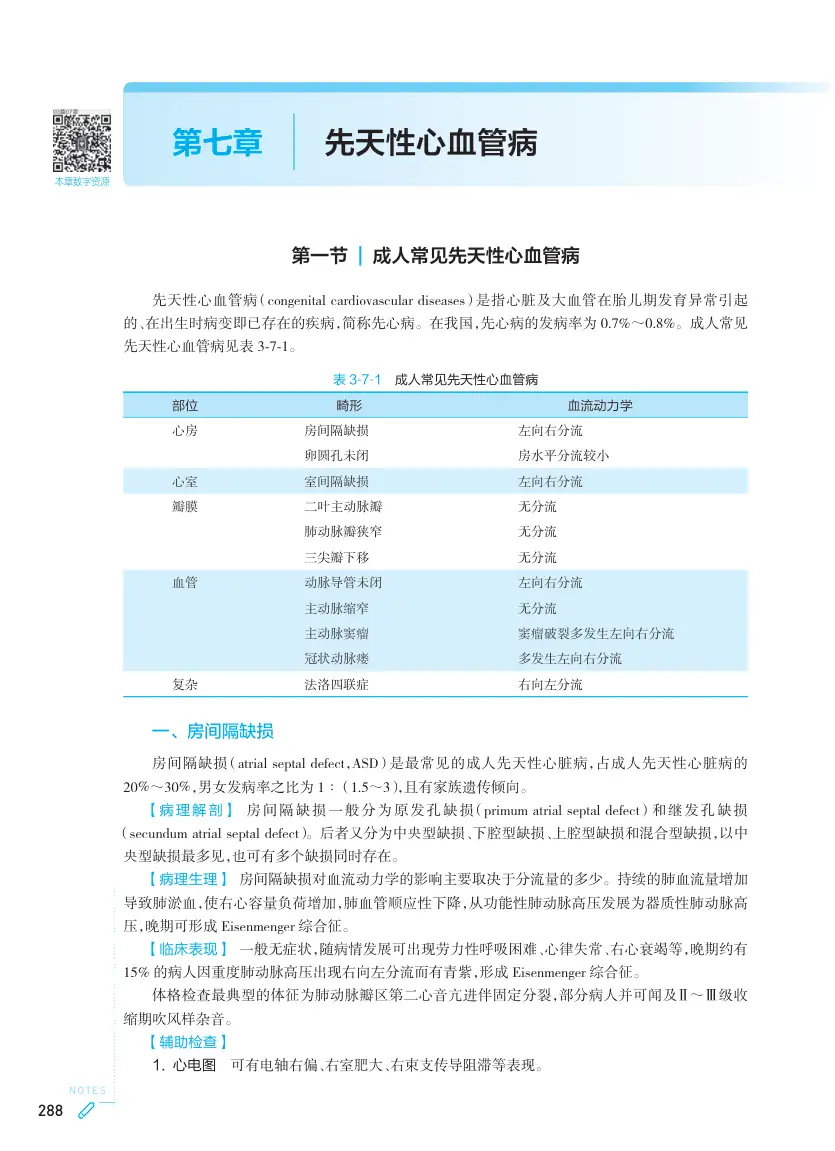 第七章
先天性心血管病
本章数字资源
第一节 | 成人常见先天性心血管病
先天性心血管病(congenital cardiovascular diseases)是指心脏及大血管在胎儿期发育异常引起
的、在出生时病变即已存在的疾病,简称先心病。在我国,先心病的发病率为 0.7%～0.8%。成人常见
先天性心血管病见表 3-7-1。
表 3-7-1 成人常见先天性心血管病
部位 畸形 血流动力学
心房 房间隔缺损 左向右分流
卵圆孔未闭 房水平分流较小
心室 室间隔缺损 左向右分流
瓣膜 二叶主动脉瓣 无分流
肺动脉瓣狭窄 无分流
三尖瓣下移 无分流
血管 动脉导管未闭 左向右分流
主动脉缩窄 无分流
主动脉窦瘤 窦瘤破裂多发生左向右分流
冠状动脉瘘 多发生左向右分流
复杂 法洛四联症 右向左分流
一、房间隔缺损
房间隔缺损(atrial septal defect,ASD)是最常见的成人先天性心脏病,占成人先天性心脏病的
20%～30%,男女发病率之比为 1∶(1.5～3),且有家族遗传倾向。
【病理解剖】 房间隔缺损一般分为原发孔缺损(primum atrial septal defect)和继发孔缺损
(secundum atrial septal defect)。后者又分为中央型缺损、下腔型缺损、上腔型缺损和混合型缺损,以中
央型缺损最多见,也可有多个缺损同时存在。
【病理生理】 房间隔缺损对血流动力学的影响主要取决于分流量的多少。持续的肺血流量增加
导致肺淤血,使右心容量负荷增加,肺血管顺应性下降,从功能性肺动脉高压发展为器质性肺动脉高
压,晚期可形成 Eisenmenger 综合征。
【临床表现】 一般无症状,随病情发展可出现劳力性呼吸困难、心律失常、右心衰竭等,晚期约有
15% 的病人因重度肺动脉高压出现右向左分流而有青紫,形成 Eisenmenger 综合征。
体格检查最典型的体征为肺动脉瓣区第二心音亢进伴固定分裂,部分病人并可闻及Ⅱ～Ⅲ级收
缩期吹风样杂音。
【辅助检查】
1. 心电图 可有电轴右偏、右室肥大、右束支传导阻滞等表现。
NOTES
288